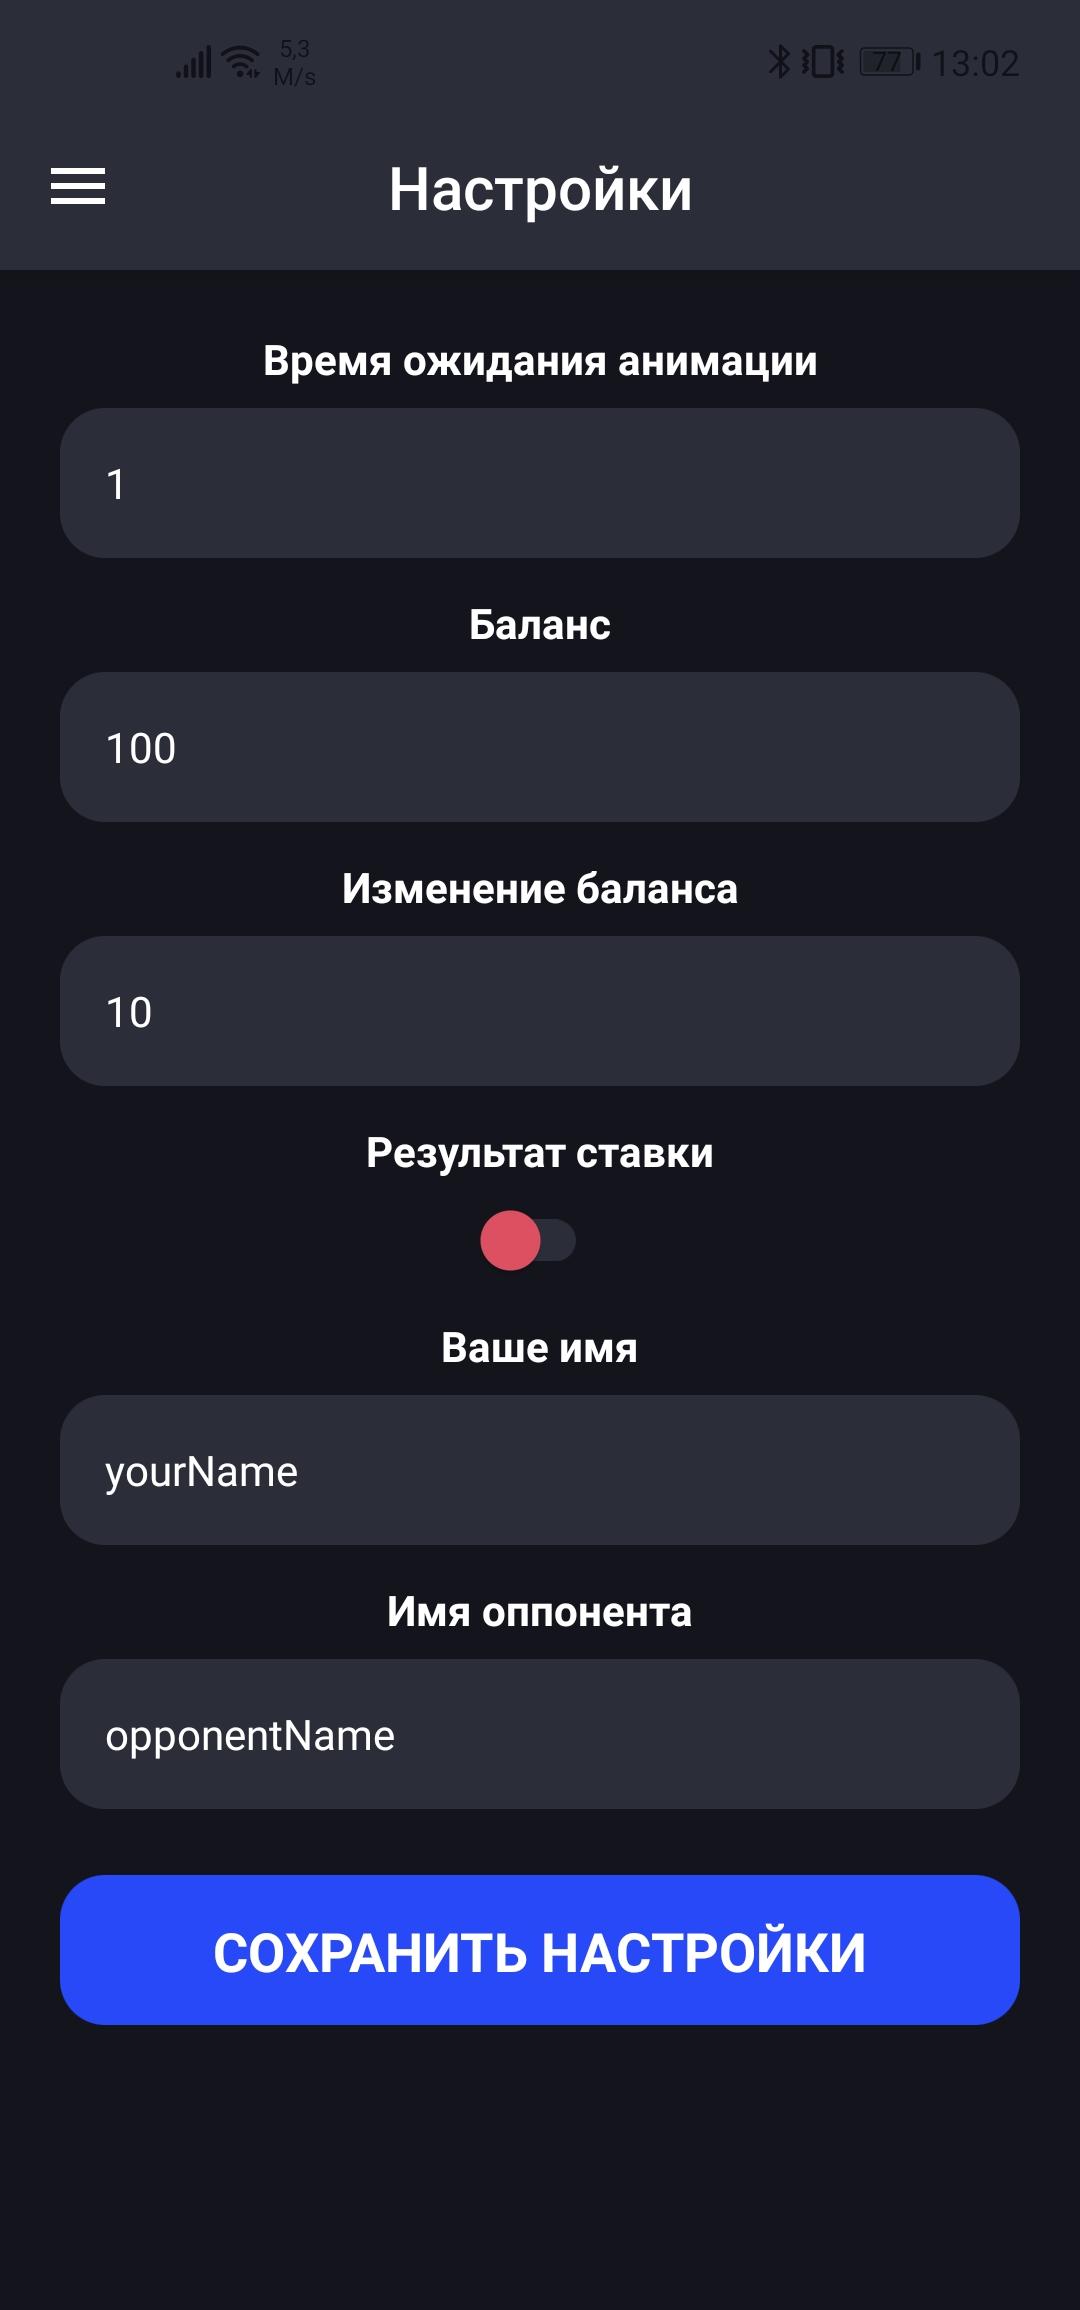 5,3
M/s
77
13:02
Настройки
Время ожидания анимации
1
Баланс
100
Изменение баланса
10
Результат ставки
Ваше имя
yourName
Имя оппонента
opponentName
СОХРАНИТЬ НАСТРОЙКИ